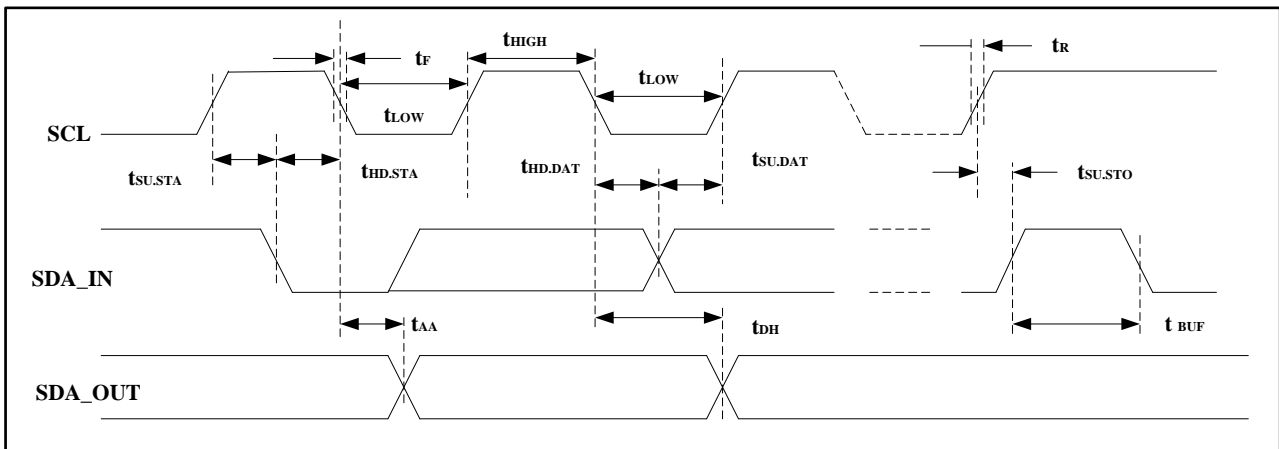 tF
tHIGH
tR
tLOW
tLOW
SCL
tSU.STA
tHD.STA
tHD.DAT
tSU.DAT
tSU.STO
SDA_IN
tAA
tDH
t BUF
SDA_OUT